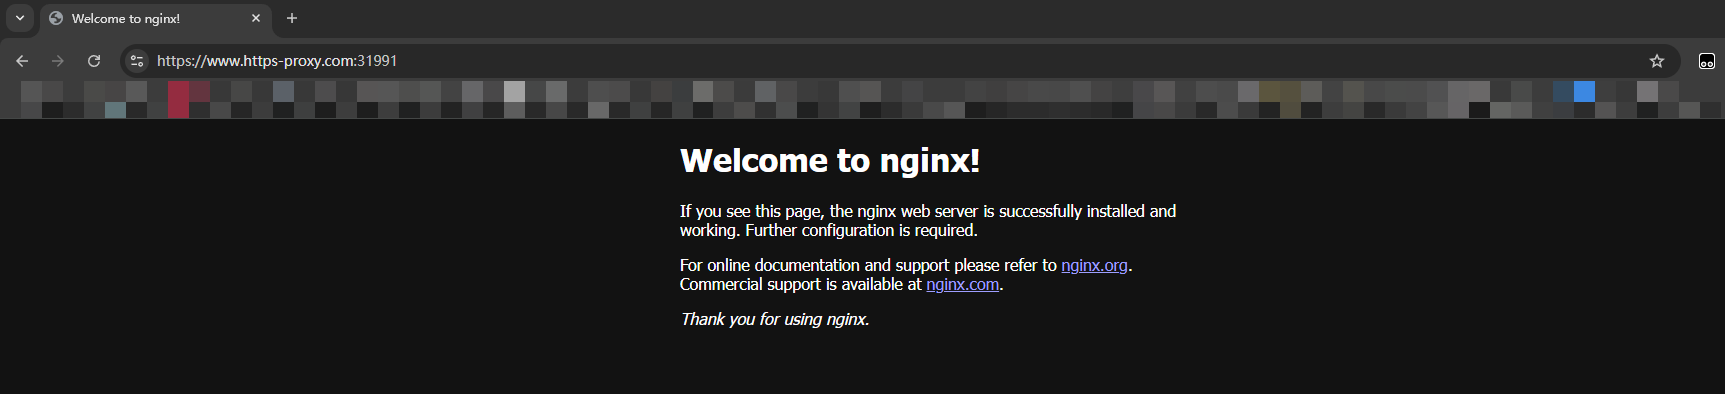 Welcome to nginx!
https://www.https-proxy.com:31991
Welcome to nginx!
If you see this page, the nginx web server is successfully installed and
working. Further configuration is required.
For online documentation and support please refer to nginx.org.
Commercial support is available at nginx.com.
Thank you for using nginx.